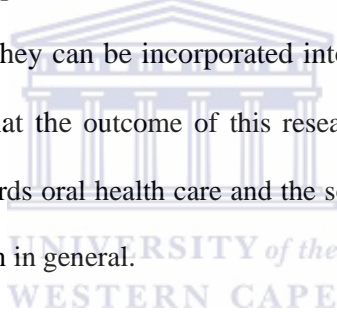 hey can be incorporated int
at the outcome of this resea
rds oral health care and the s
n in general.
UNIVERSITY of the
WESTERN CAPE